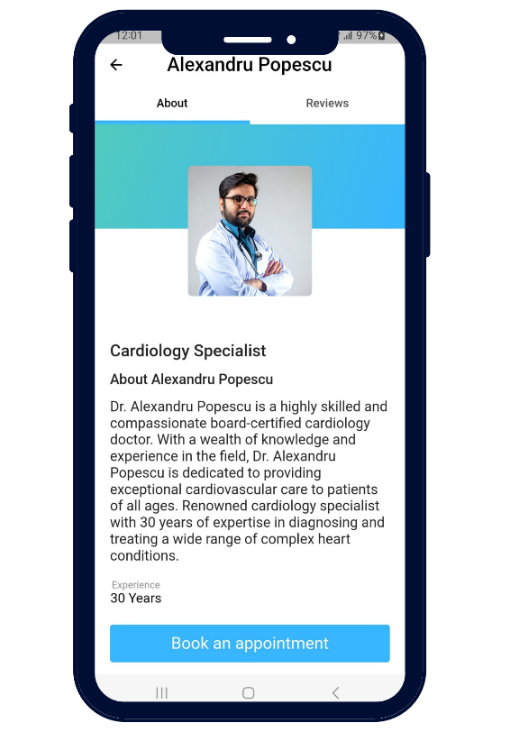 12:01 97%
Alexandru Popescu
About Reviews
Cardiology Specialist
About Alexandru Popescu
Dr. Alexandru Popescu is a highly skilled and
compassionate board-certified cardiology
doctor. With a wealth of knowledge and
experience in the field, Dr. Alexandru
Popescu is dedicated to providing
exceptional cardiovascular care to patients
of all ages. Renowned cardiology specialist
with 30 years of expertise in diagnosing and
treating a wide range of complex heart
conditions.
Experience
30 Years
Book an appointment